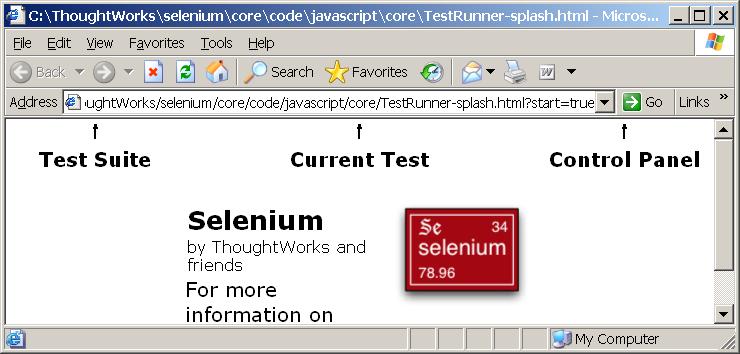 C:\ThoughtWorks\selenium\core\code\javascript\core\TestRunner-splash.html - Micros...
File Edit View Favorites Tools Help
Back Search Favorites W
Address ughtWorks/selenium/core/code/javascript/core/TestRunner-splash.html?start=true Go Links »
Test Suite Current Test Control Panel
Selenium
by ThoughtWorks and
friends
For more
information on
Se 34
selenium
78.96
My Computer